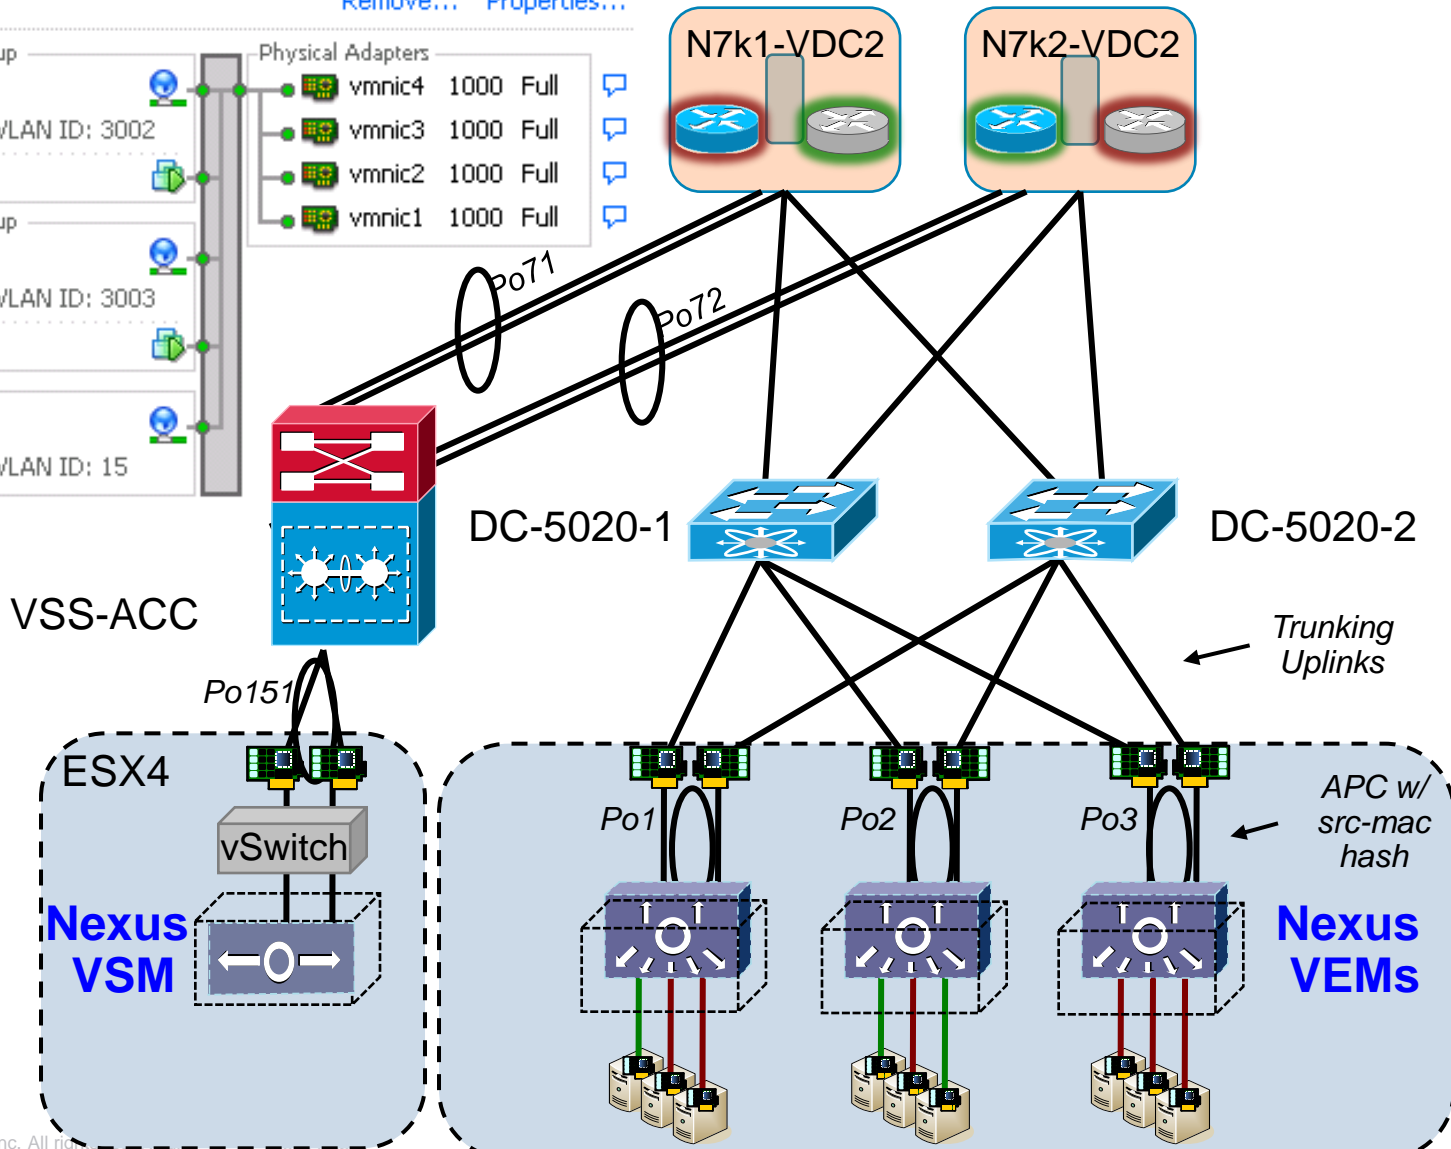 Remove... Properties...
Physical Adapters
vmnic4 1000 Full
VLAN ID: 3002
vmnic3 1000 Full
vmnic2 1000 Full
vmnic1 1000 Full
VLAN ID: 3003
VLAN ID: 15
N7k1-VDC2
N7k2-VDC2
Po71
Po72
DC-5020-1
DC-5020-2
VSS-ACC
Trunking
Uplinks
Po151
ESX4
vSwitch
Nexus
VSM
Po1
Po2
Po3
APC w/
src-mac
hash
Nexus
VEMs
nc. All